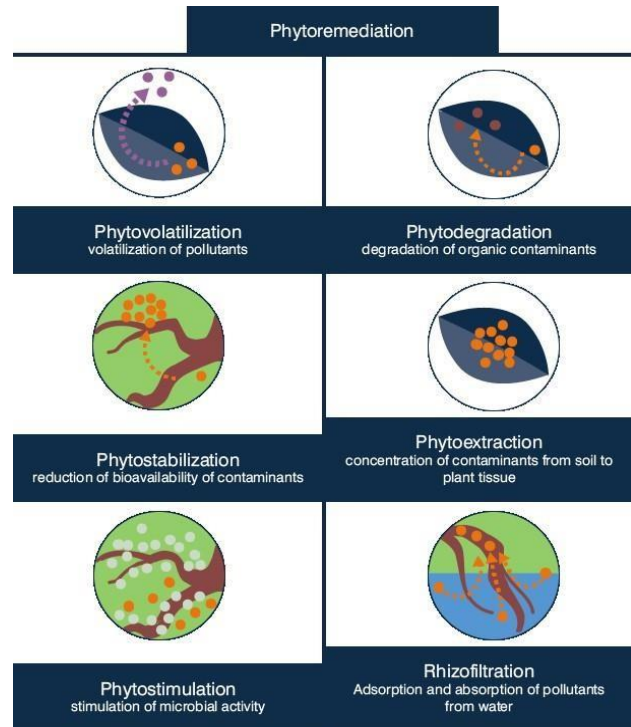 Phytoremediation
Phytovolatilization
volatilization of pollutants
Phytodegradation
degradation of organic contaminants
Phytostabilization
reduction of bioavailability of contaminants
Phytoextraction
concentration of contaminants from soil to
plant tissue
Phytostimulation
stimulation of microbial activity
Rhizofiltration
Adsorption and absorption of pollutants
from water